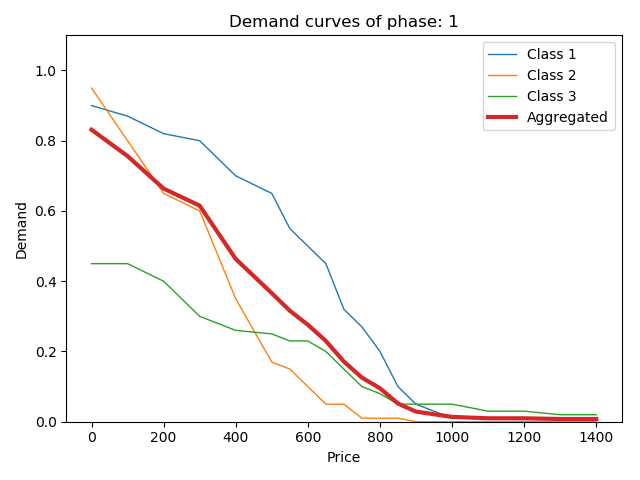 Demand curves of phase: 1
Class 1
Class 2
Class 3
Aggregated
Demand
1.0
0.8
0.6
0.4
0.2
0.0
0 200 400 600 800 1000 1200 1400
Price